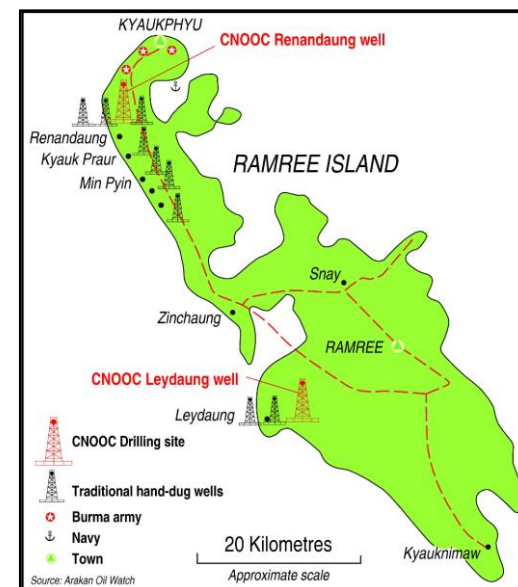 KYAUKPHYU
CNOOC Renandaung well
Renandaung
Kyauk Praur
Min Pyin
RAMREE ISLAND
Snay
Zinchaung
RAMREE
CNOOC Leydaung well
Leydaung
CNOOC Drilling site
Traditional hand-dug wells
Burma army
Navy
Town
20 Kilometres
Approximate scale
Kyauknimaw
Source: Arakan Oil Watch